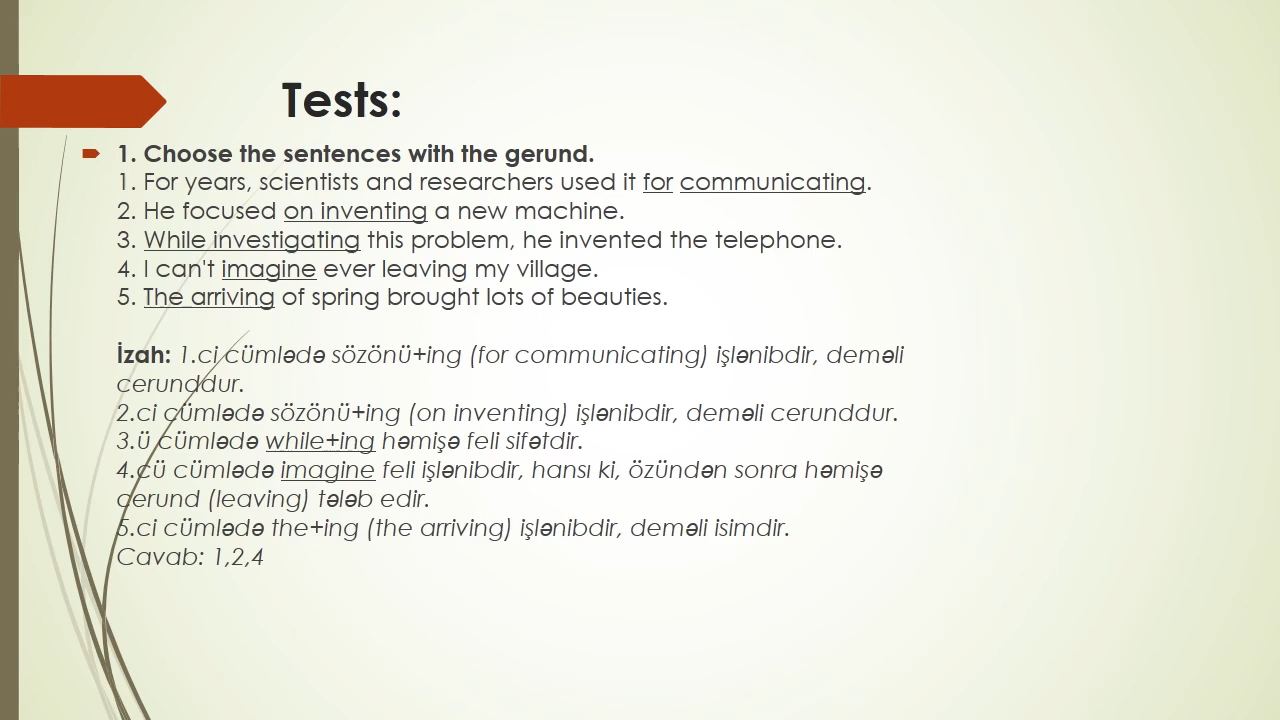 Tests:
1. Choose the sentences with the gerund.
1. For years, scientists and researchers used it for communicating.
2. He focused on inventing a new machine.
3. While investigating this problem, he invented the telephone.
4. I can't imagine ever leaving my village.
5. The arriving of spring brought lots of beauties.
İzah: 1.ci cümlədə sözönü+ing (for communicating) işlənibdir, deməli
cerunddur.
2.ci cümlədə sözönü+ing (on inventing) işlənibdir, deməli cerunddur.
3.ü cümlədə while+ing həmişə feli sifətdir.
4.cü cümlədə imagine feli işlənibdir, hansı ki, özündən sonra həmişə
cerund (leaving) tələb edir.
5.ci cümlədə the+ing (the arriving) işlənibdir, deməli isimdir.
Cavab: 1,2,4